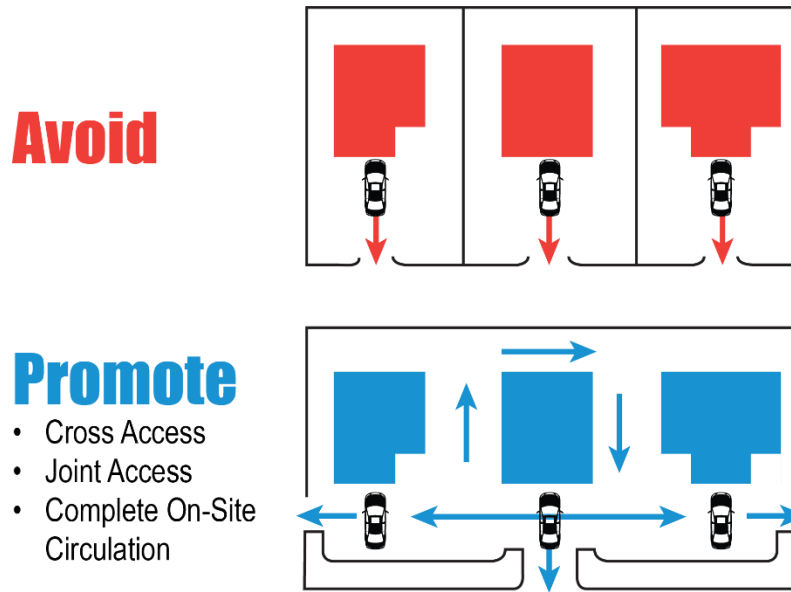 Avoid
Promote
• Cross Access
• Joint Access
• Complete On-Site
Circulation